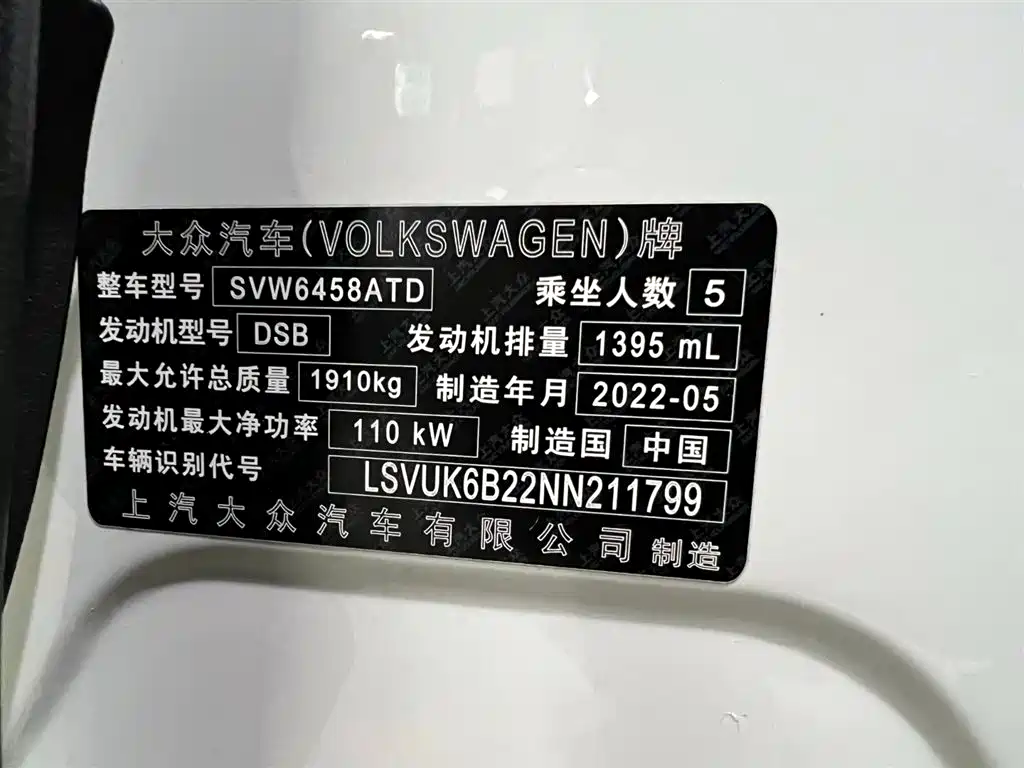 大众汽车(VOLKSWAGEN)牌
整车型号 SVW6458ATD 乘坐人数 5
发动机型号 DSB 发动机排量 1395 mL
最大允许总质量 1910kg 制造年月 2022-05
发动机最大净功率 110 kW 制造国 中国
车辆识别代号 LSVUK6B22NN211799
上汽大众汽车有限公司 制造